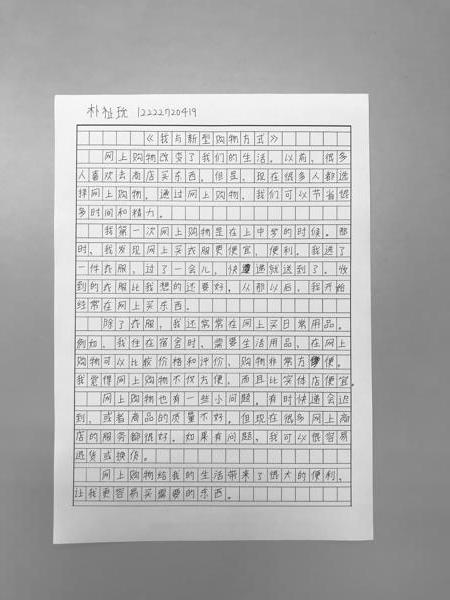 朴祉玧 12222720419
《我与新型购物方式》
网上购物改变了我们的生活。以前，很多
人喜欢去商店买东西，但是，现在很多人都选
择网上购物。通过网上购物，我们可以节省很
多时间和精力。
我第一次网上购物是在上中学的时候。那
时，我发现网上买衣服更便宜，便利。我选了
一件衣服，过了一会儿，快递就送到了。收
到的衣服比我想的还要好。从那以后，我开始
经常在网上买东西。
除了衣服，我还常常在网上买日常用品。
例如，我住在宿舍时，需要生活用品，在网上
购物可以比较价格和评价，购物非常方便。
我觉得网上购物不仅方便，而且比实体店便宜。
网上购物也有一些小问题。有时快递会迟
到，或者商品的质量不好。但现在很多网上商
店的服务都很好。如果有问题，我可以很容易
退货或换货。
网上购物给我的生活带来了很大的便利，
让我更容易买需要的东西。